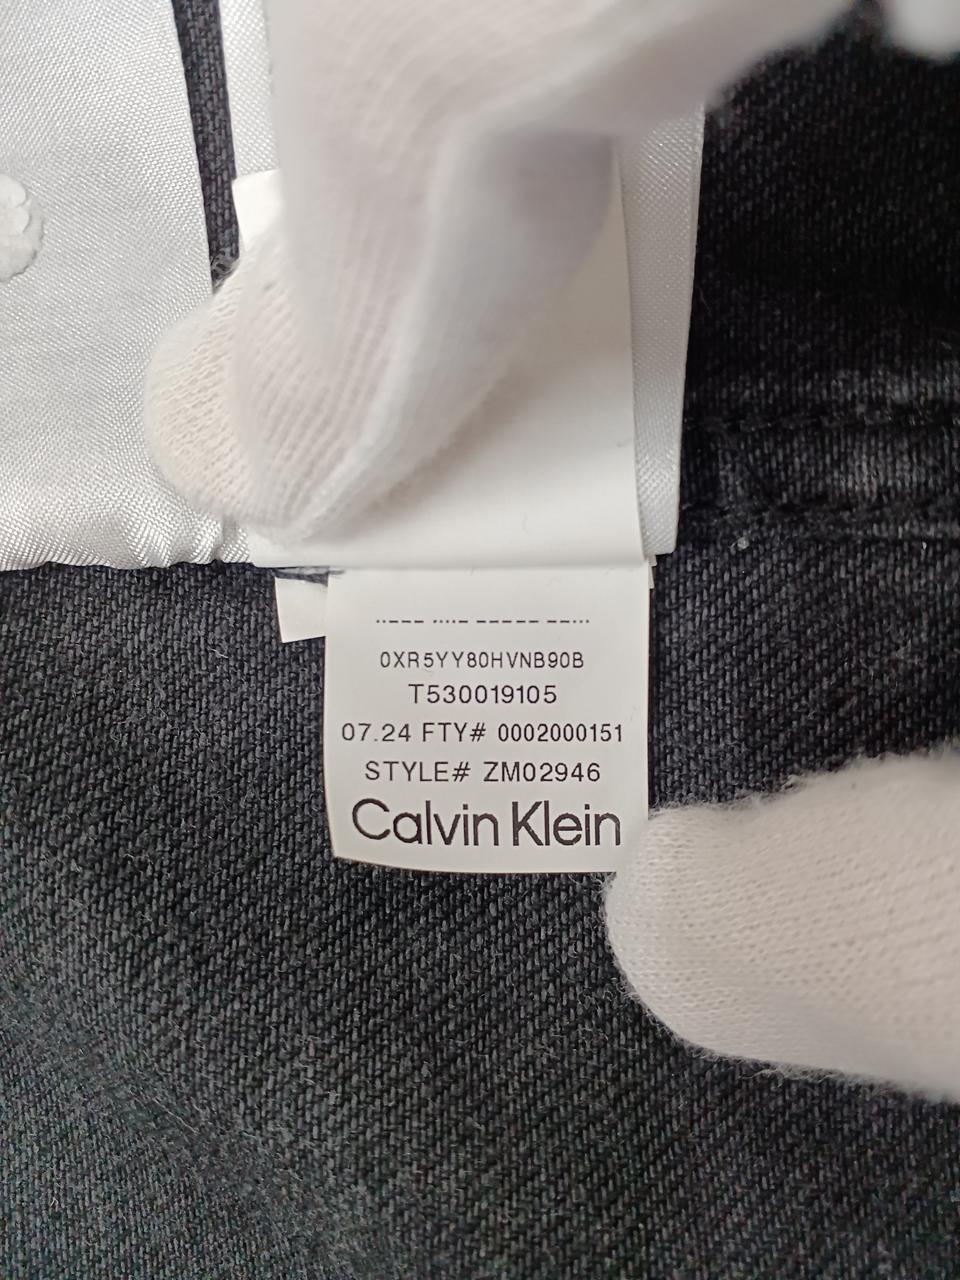 ..--- ....- ----- --...
0XR5YY80HVNB90B
T530019105
07.24 FTY# 0002000151
STYLE# ZM02946
Calvin Klein